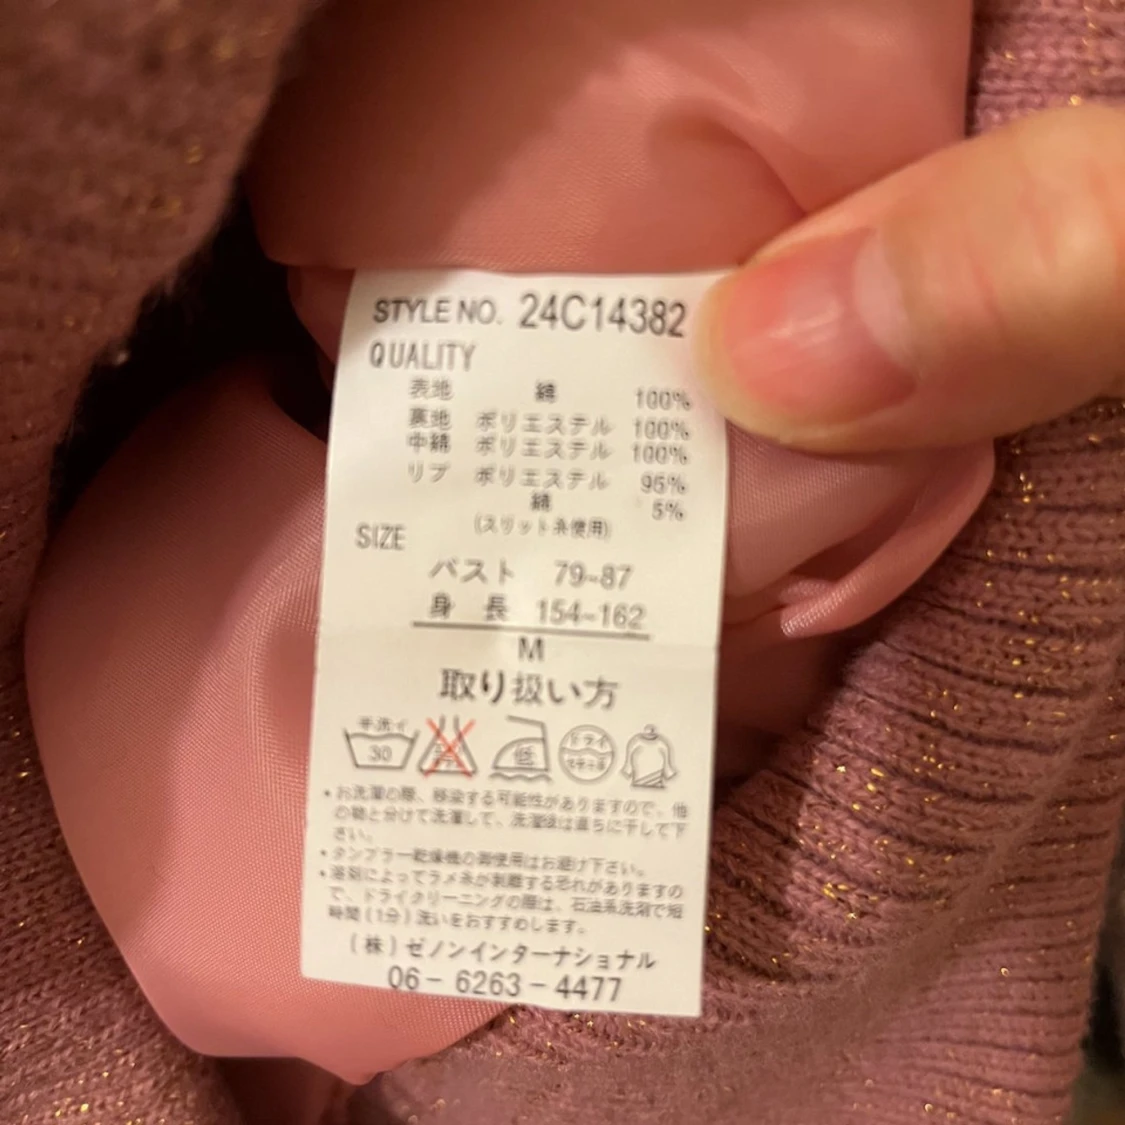 STYLE NO. 24C14382
QUALITY
表地 綿 100%
裏地 ポリエステル 100%
中綿 ポリエステル 100%
リブ ポリエステル 95%
綿 5%
(スリット糸使用)
SIZE
バスト 79~87
身長 154~162
M
取り扱い方
手洗イ
30
低
ドライ
セキユ系
・お洗濯の際、移染する可能性がありますので、他
の物と分けて洗濯して、洗濯後は直ちに干して下
さい。
・タンブラー乾燥機の御使用はお避け下さい。
・溶剤によってラメ糸が剥離する恐れがありますの
で、ドライクリーニングの際は、石油系洗剤で短
時間(1分)洗いをおすすめします。
(株)ゼノンインターナショナル
06-6263-4477